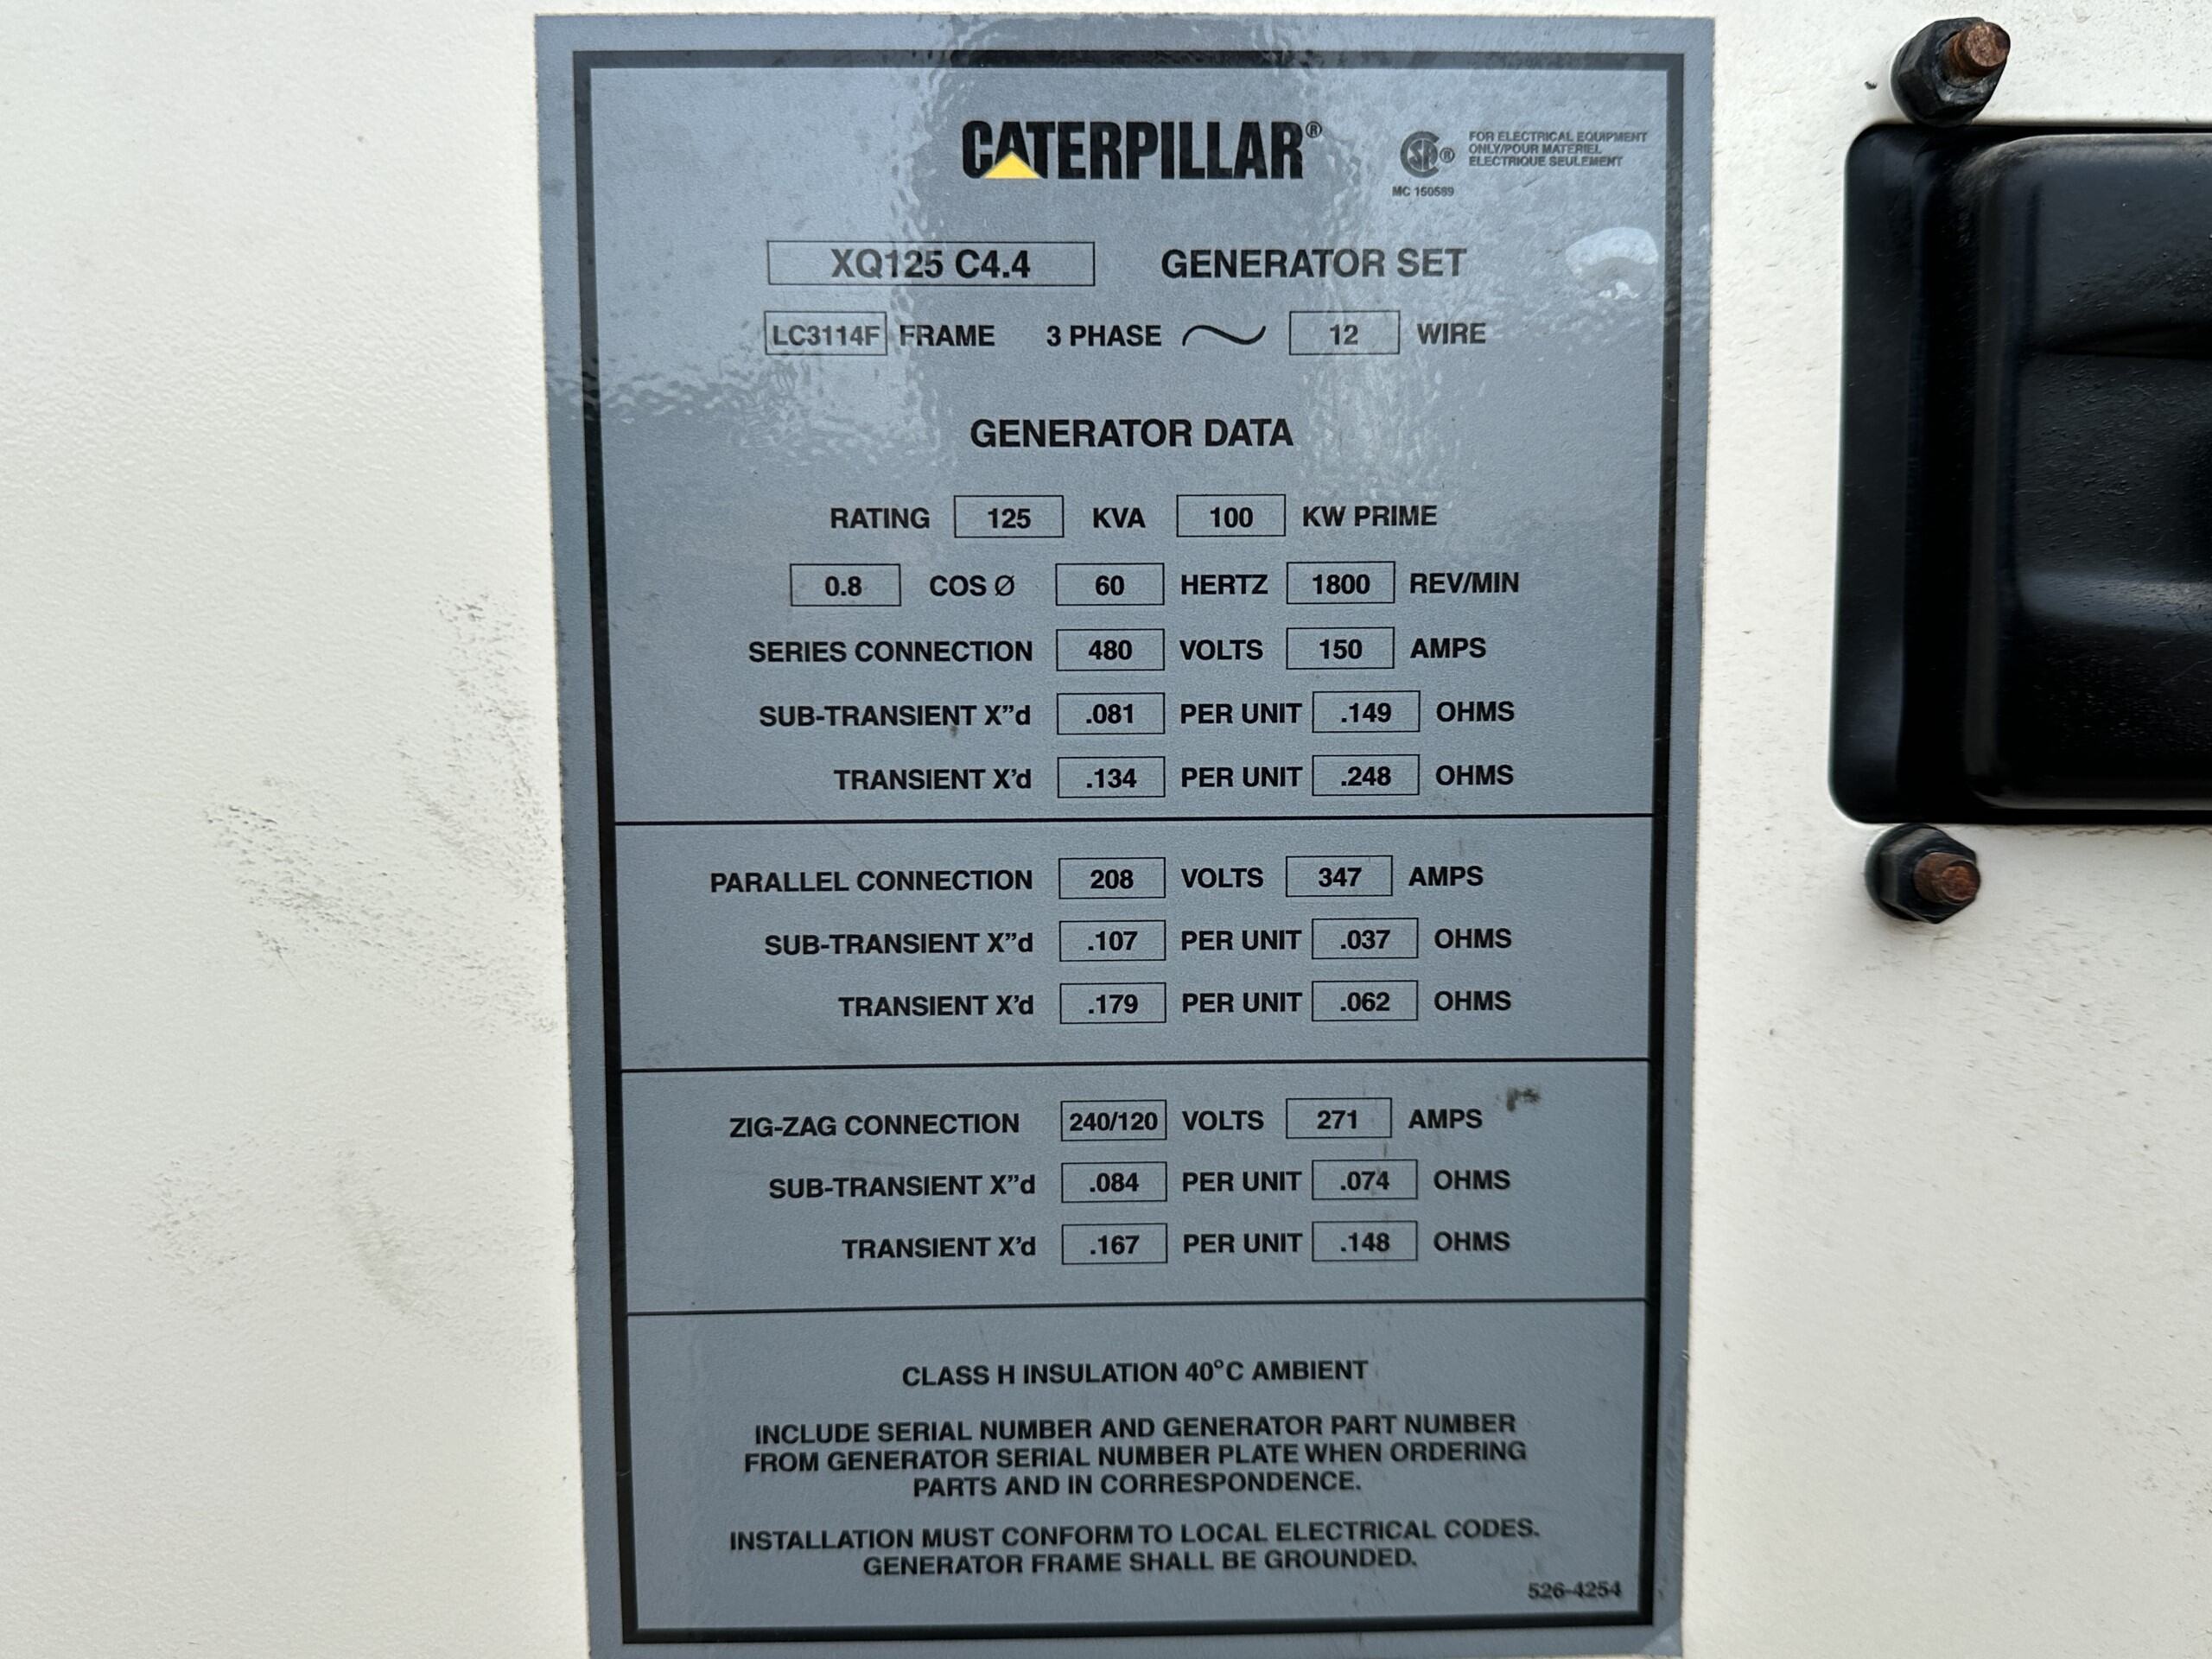 CATERPILLAR®
FOR ELECTRICAL EQUIPMENT
ONLY/POUR MATERIEL
ELECTRIQUE SEULEMENT
MC 150589
XQ125 C4.4 GENERATOR SET
LC3114F FRAME 3 PHASE ~ 12 WIRE
GENERATOR DATA
RATING 125 KVA 100 KW PRIME
0.8 COS Ø 60 HERTZ 1800 REV/MIN
SERIES CONNECTION 480 VOLTS 150 AMPS
SUB-TRANSIENT X”d .081 PER UNIT .149 OHMS
TRANSIENT X’d .134 PER UNIT .248 OHMS
PARALLEL CONNECTION 208 VOLTS 347 AMPS
SUB-TRANSIENT X”d .107 PER UNIT .037 OHMS
TRANSIENT X’d .179 PER UNIT .062 OHMS
ZIG-ZAG CONNECTION 240/120 VOLTS 271 AMPS
SUB-TRANSIENT X”d .084 PER UNIT .074 OHMS
TRANSIENT X’d .167 PER UNIT .148 OHMS
CLASS H INSULATION 40°C AMBIENT
INCLUDE SERIAL NUMBER AND GENERATOR PART NUMBER
FROM GENERATOR SERIAL NUMBER PLATE WHEN ORDERING
PARTS AND IN CORRESPONDENCE.
INSTALLATION MUST CONFORM TO LOCAL ELECTRICAL CODES.
GENERATOR FRAME SHALL BE GROUNDED.
526-4254